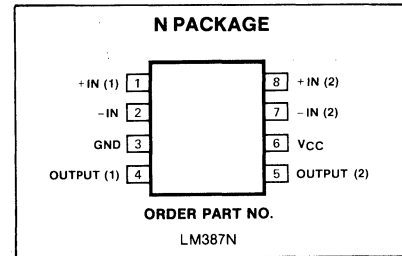 N PACKAGE
+IN (1) 1 8 +IN (2)
-IN 2 7 -IN (2)
GND 3 6 VCC
OUTPUT (1) 4 5 OUTPUT (2)
ORDER PART NO.
LM387N